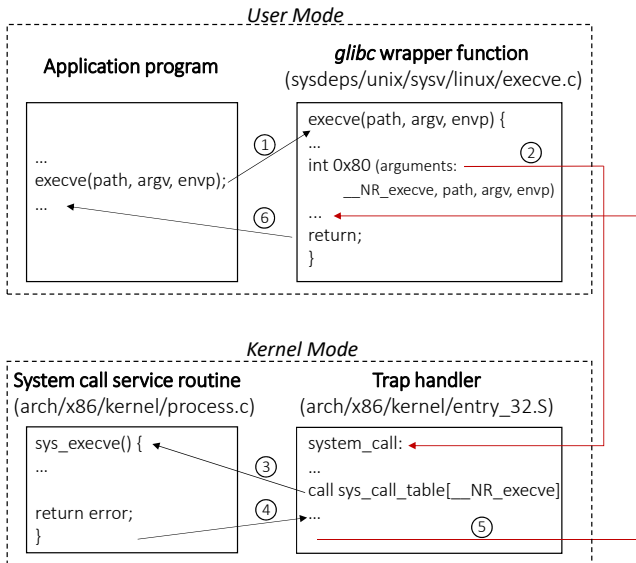 User Mode
Application program
...
execve(path, argv, envp);
...
glibc wrapper function
(sysdeps/unix/sysv/linux/execve.c)
execve(path, argv, envp) {
...
int 0x80 (arguments:
__NR_execve, path, argv, envp)
...
return;
}
1
2
6
Kernel Mode
System call service routine
(arch/x86/kernel/process.c)
sys_execve() {
...
return error;
}
Trap handler
(arch/x86/kernel/entry_32.S)
system_call:
...
call sys_call_table[__NR_execve]
...
3
4
5